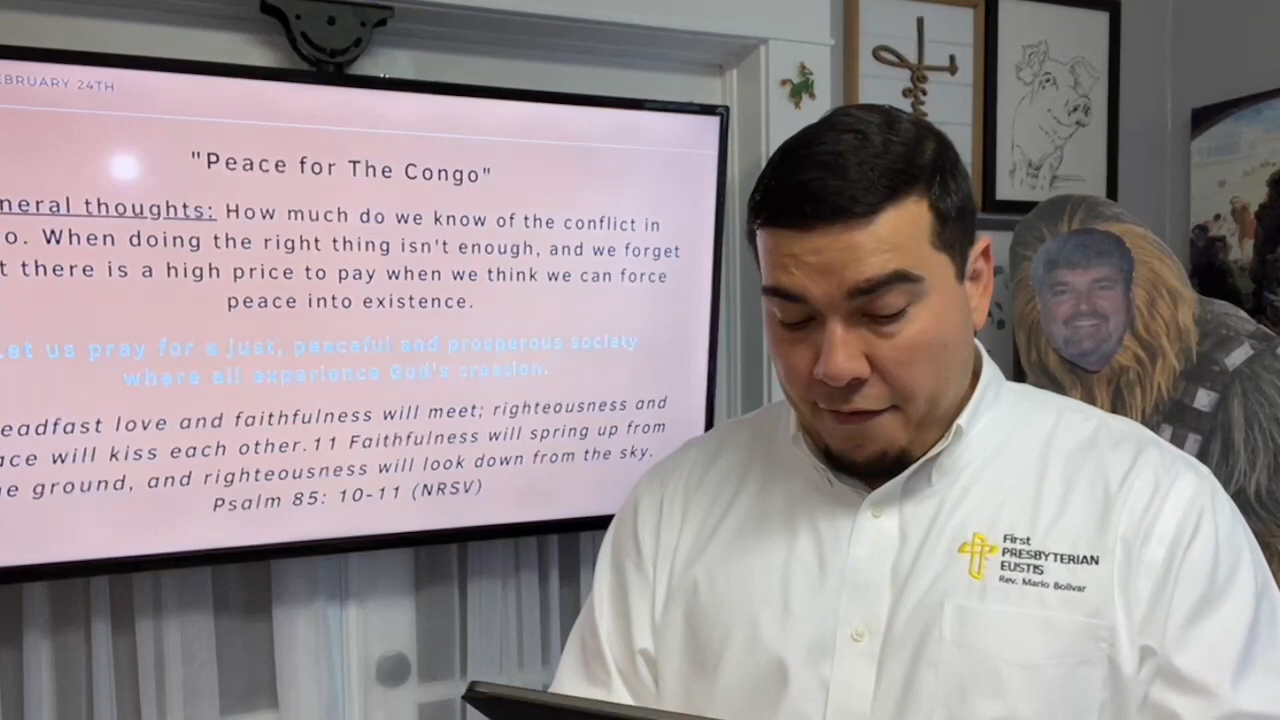 BRUARY 24TH
"Peace for The Congo"
neral thoughts: How much do we know of the conflict in
o. When doing the right thing isn't enough, and we forget
t there is a high price to pay when we think we can force
peace into existence.
et us pray for a just, peaceful and prosperous society
where all experience God's creation.
eadfast love and faithfulness will meet; righteousness and
ace will kiss each other.11 Faithfulness will spring up from
e ground, and righteousness will look down from the sky.
Psalm 85: 10-11 (NRSV)
First
PRESBYTERIAN
EUSTIS
Rev. Mario Bolivar